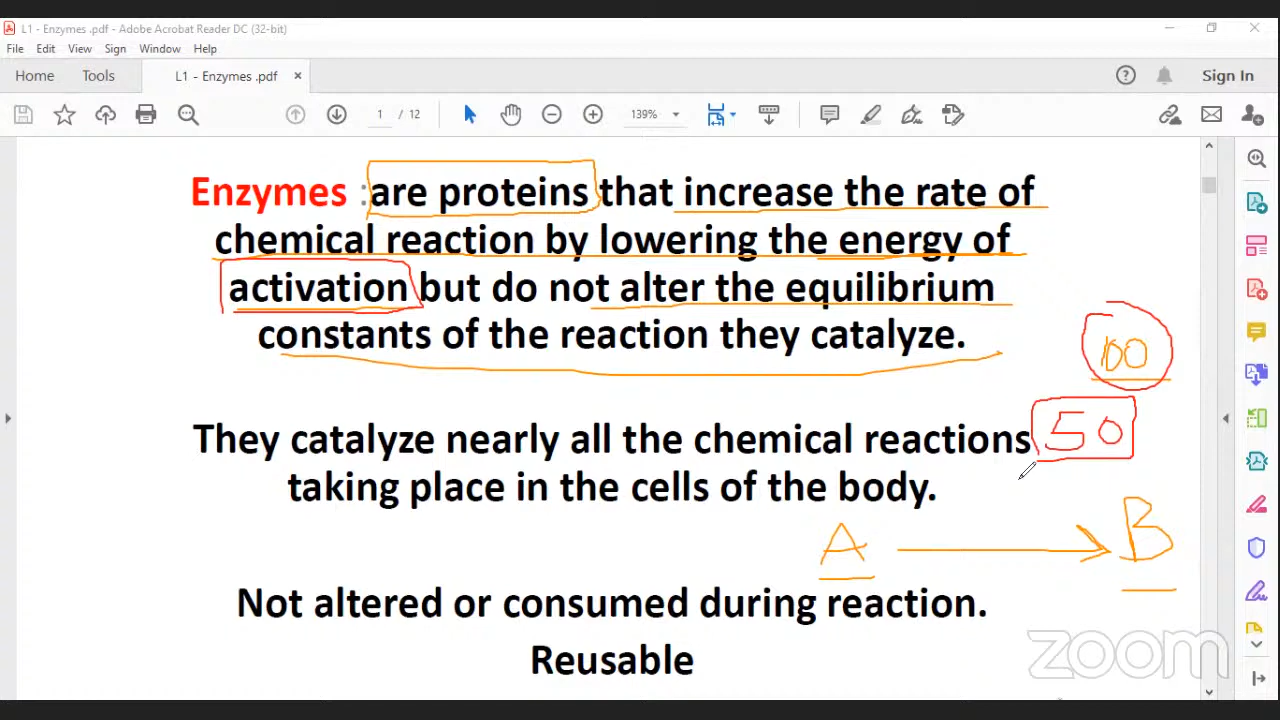 L1 - Enzymes .pdf - Adobe Acrobat Reader DC (32-bit)
File Edit View Sign Window Help
Home Tools L1 - Enzymes .pdf × Sign In
1 / 12 139%
Enzymes : are proteins that increase the rate of
chemical reaction by lowering the energy of
activation but do not alter the equilibrium
constants of the reaction they catalyze.
100
50
They catalyze nearly all the chemical reactions
taking place in the cells of the body.
A → B
Not altered or consumed during reaction.
Reusable
zoom